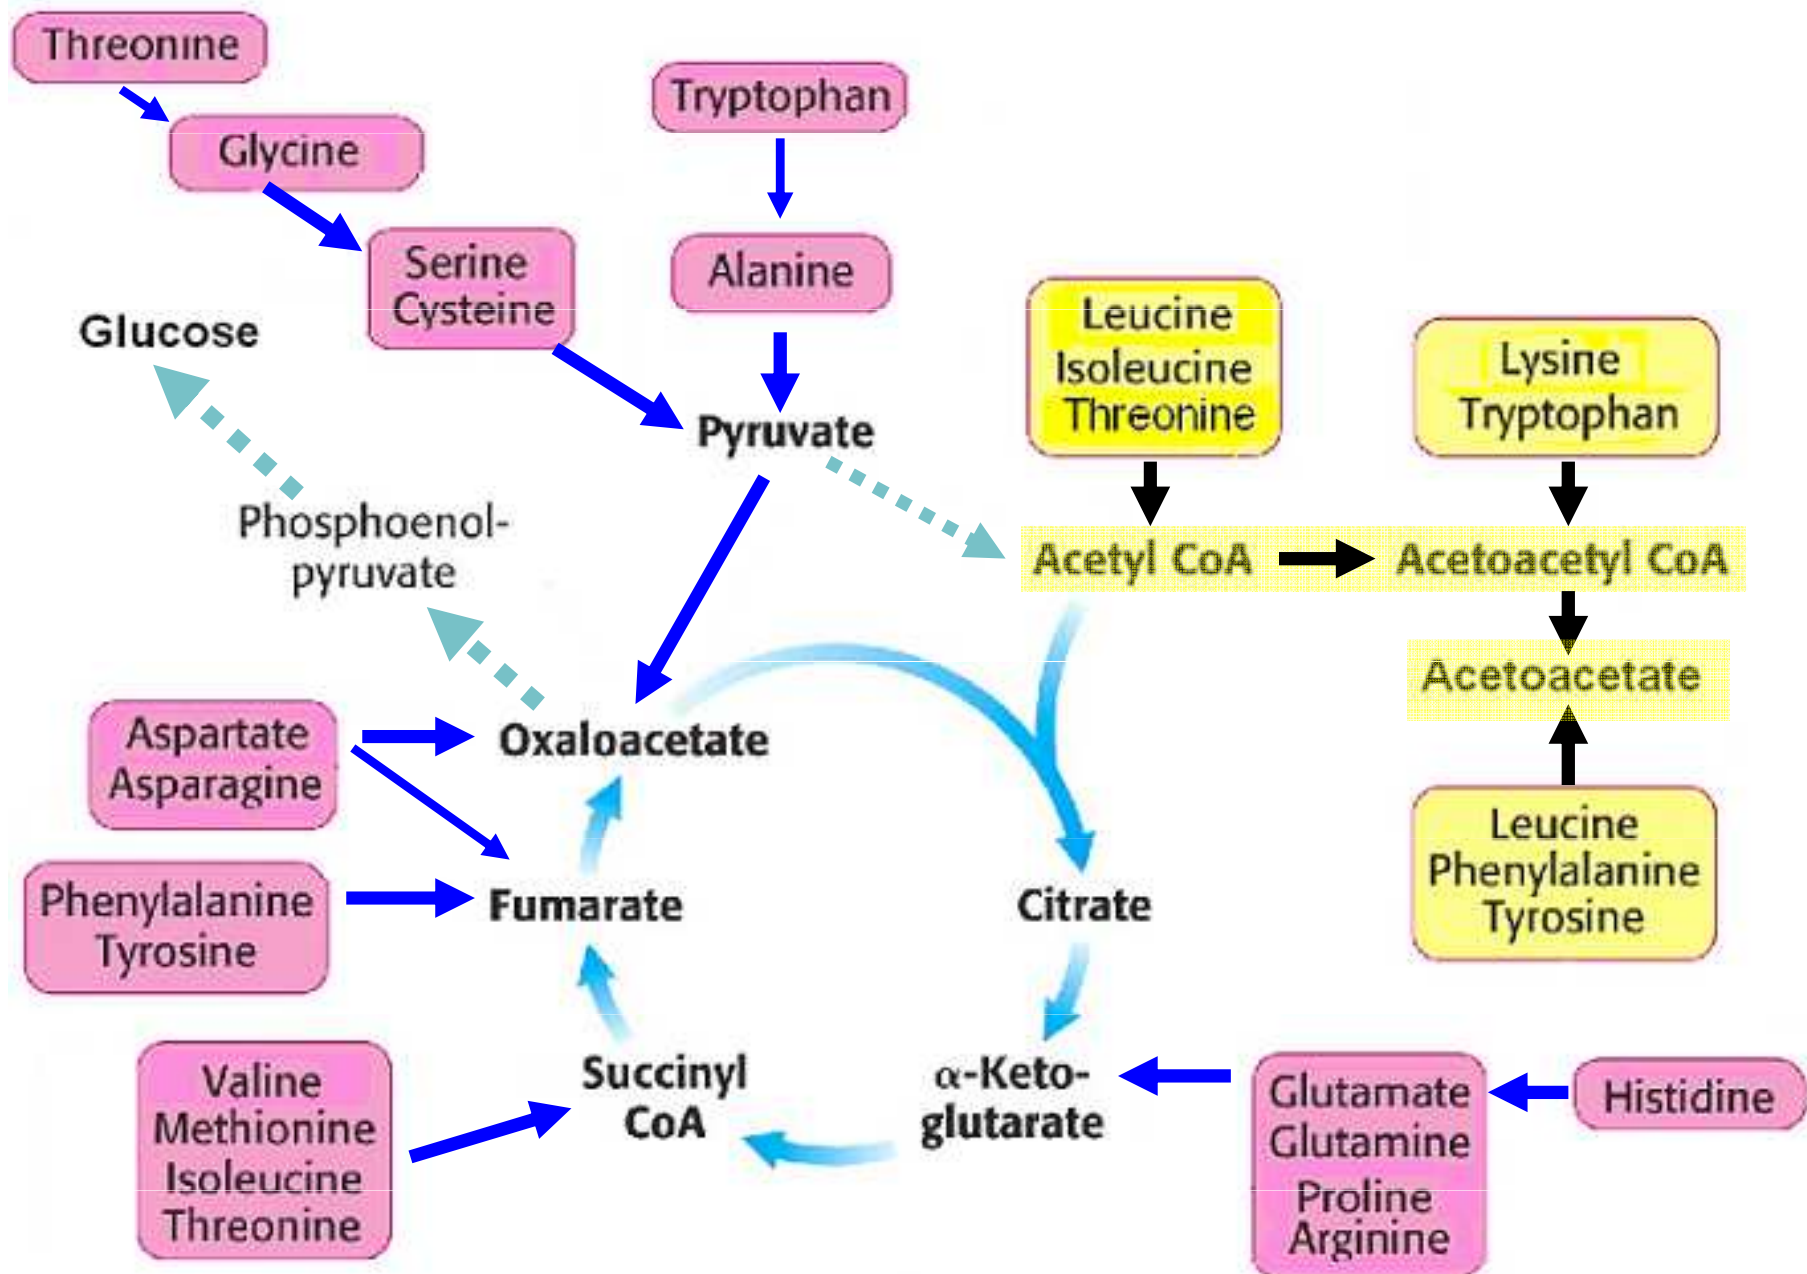 Threonine
Tryptophan
Glycine
Serine
Cysteine
Alanine
Glucose
Leucine
Isoleucine
Threonine
Lysine
Tryptophan
Pyruvate
Phosphoenol-
pyruvate
Acetyl CoA
Acetoacetyl CoA
Acetoacetate
Aspartate
Asparagine
Oxaloacetate
Leucine
Phenylalanine
Tyrosine
Phenylalanine
Tyrosine
Fumarate
Citrate
Valine
Methionine
Isoleucine
Threonine
Succinyl
CoA
α-Keto-
glutarate
Glutamate
Glutamine
Proline
Arginine
Histidine